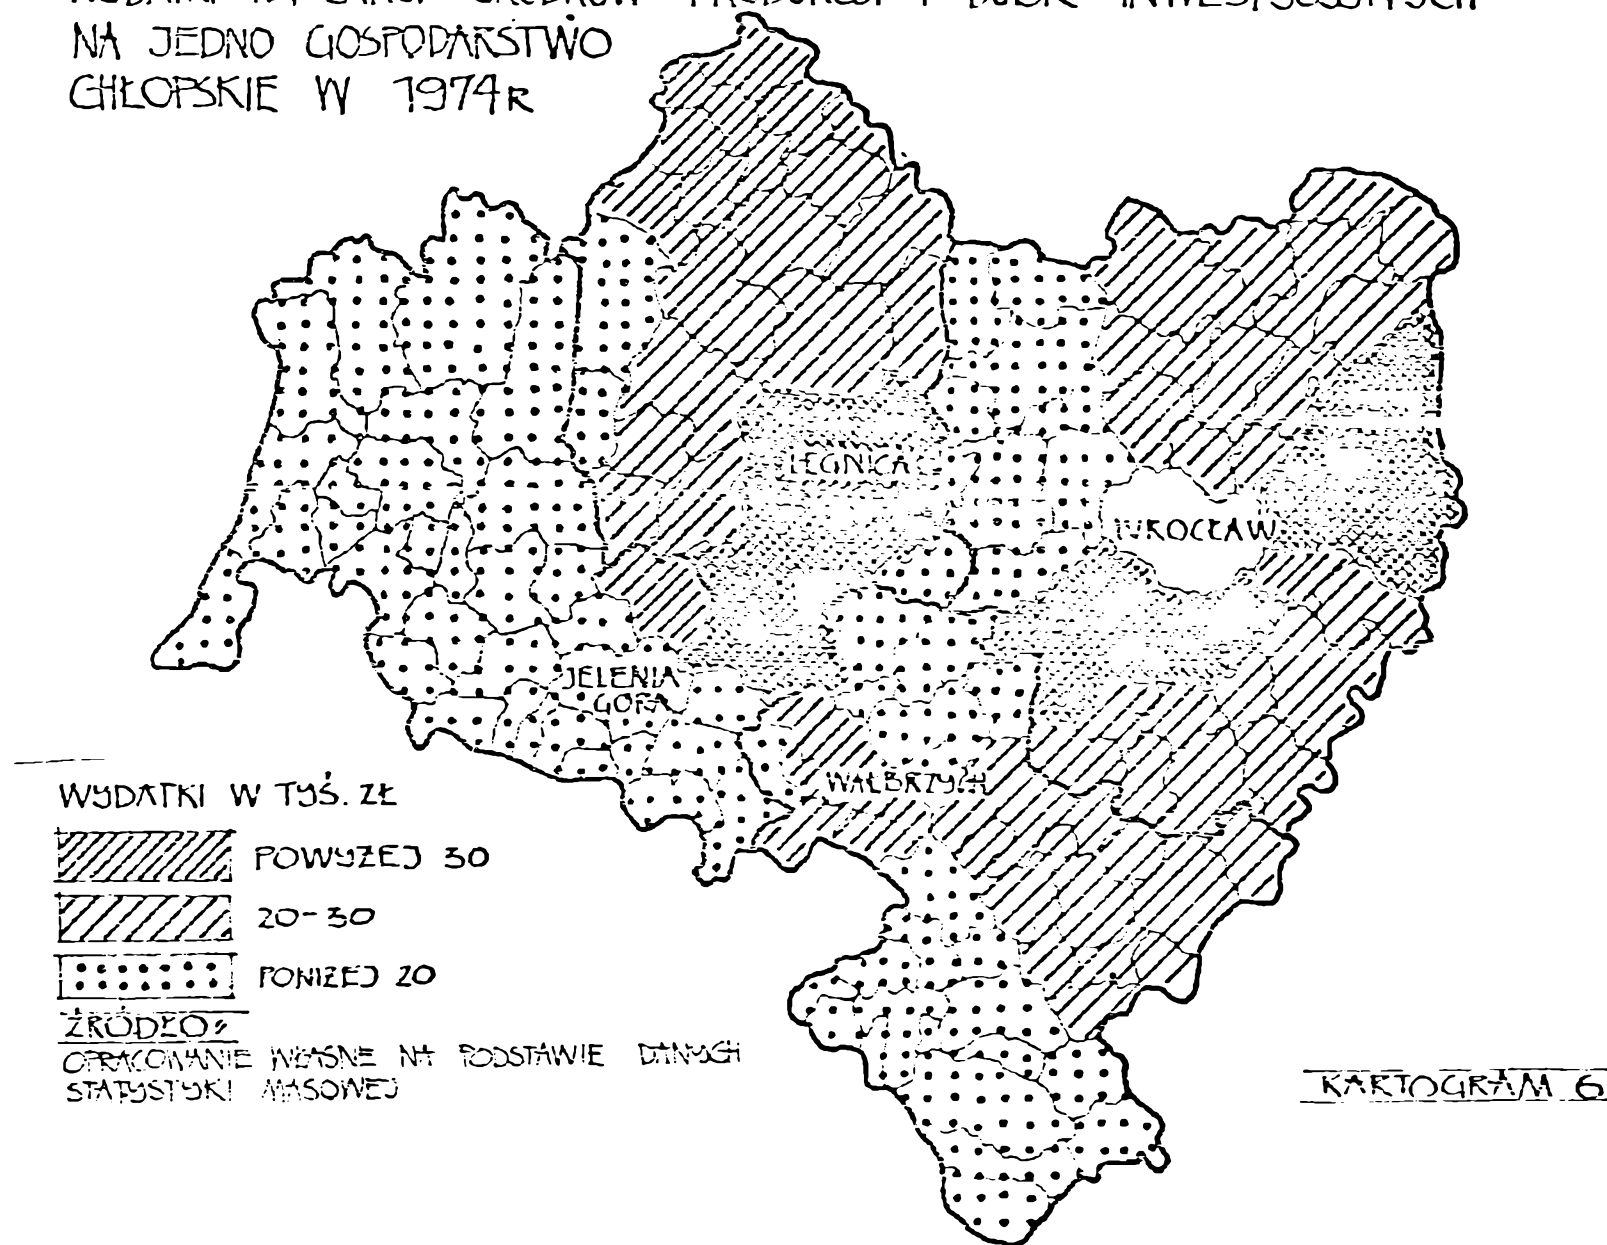 NA JEDNO GOSPODARSTWO
CHŁOPSKIE W 1974R
LEGNICA
WROCŁAW
JELENIA
GÓRA
WAŁBRZYCH
WYDATKI W TYŚ. ZŁ
POWYŻEJ 30
20-30
PONIŻEJ 20
ŹRÓDŁO:
OPRACOWANIE WŁASNE NA PODSTAWIE DANYCH
STATYSTYKI MASOWEJ
KARTOGRAM 6